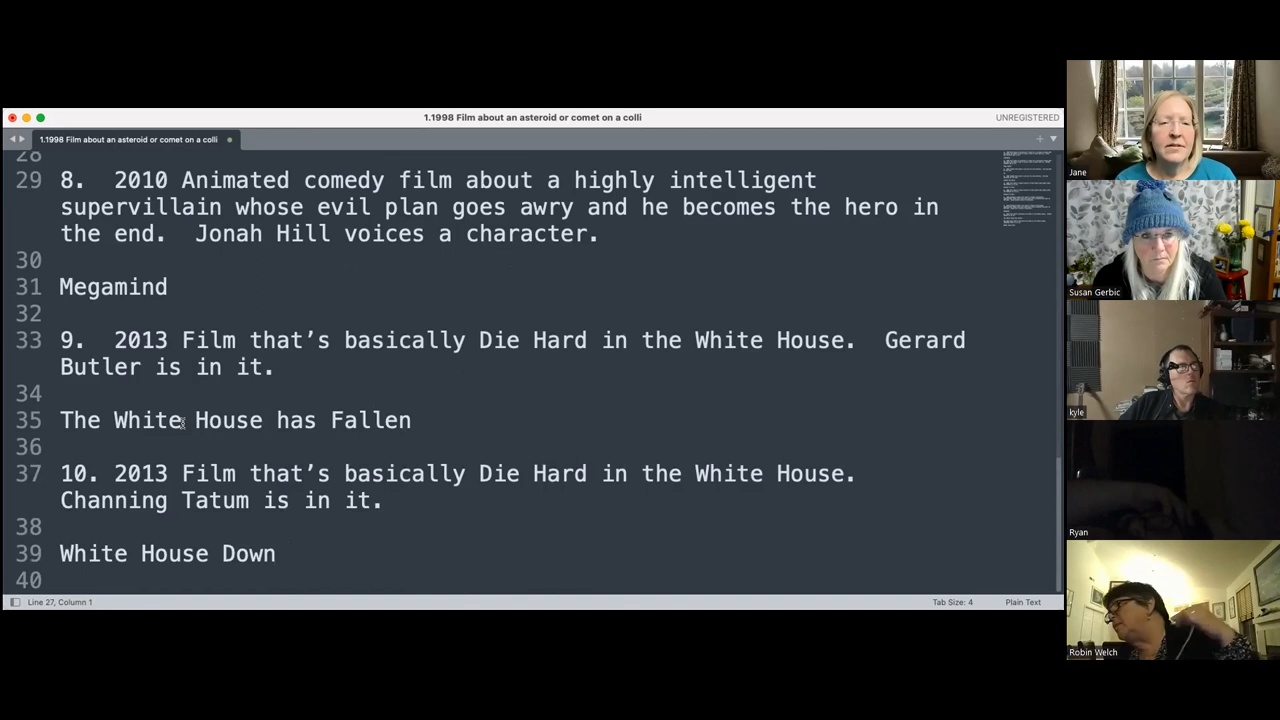 1.1998 Film about an asteroid or comet on a colli
UNREGISTERED
1.1998 Film about an asteroid or comet on a colli
28
29 8.  2010 Animated comedy film about a highly intelligent
supervillain whose evil plan goes awry and he becomes the hero in
the end.  Jonah Hill voices a character.
30
31 Megamind
32
33 9.  2013 Film that’s basically Die Hard in the White House.  Gerard
Butler is in it.
34
35 The White House has Fallen
36
37 10. 2013 Film that’s basically Die Hard in the White House.
Channing Tatum is in it.
38
39 White House Down
40
Line 27, Column 1
Tab Size: 4
Plain Text
Jane
Susan Gerbic
kyle
Ryan
Robin Welch